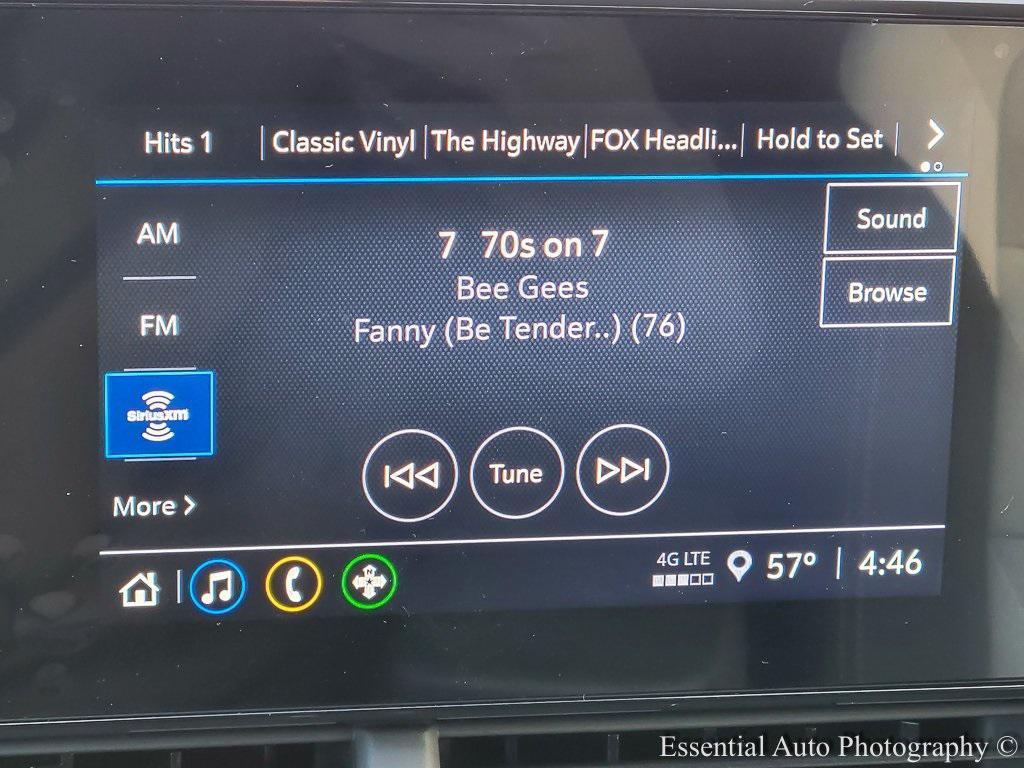 Hits 1 Classic Vinyl The Highway FOX Headli... Hold to Set
AM
FM
SiriusXM
More
7 70s on 7
Bee Gees
Fanny (Be Tender..) (76)
Tune
Sound
Browse
N
4G LTE 57° 4:46
Essential Auto Photography ©